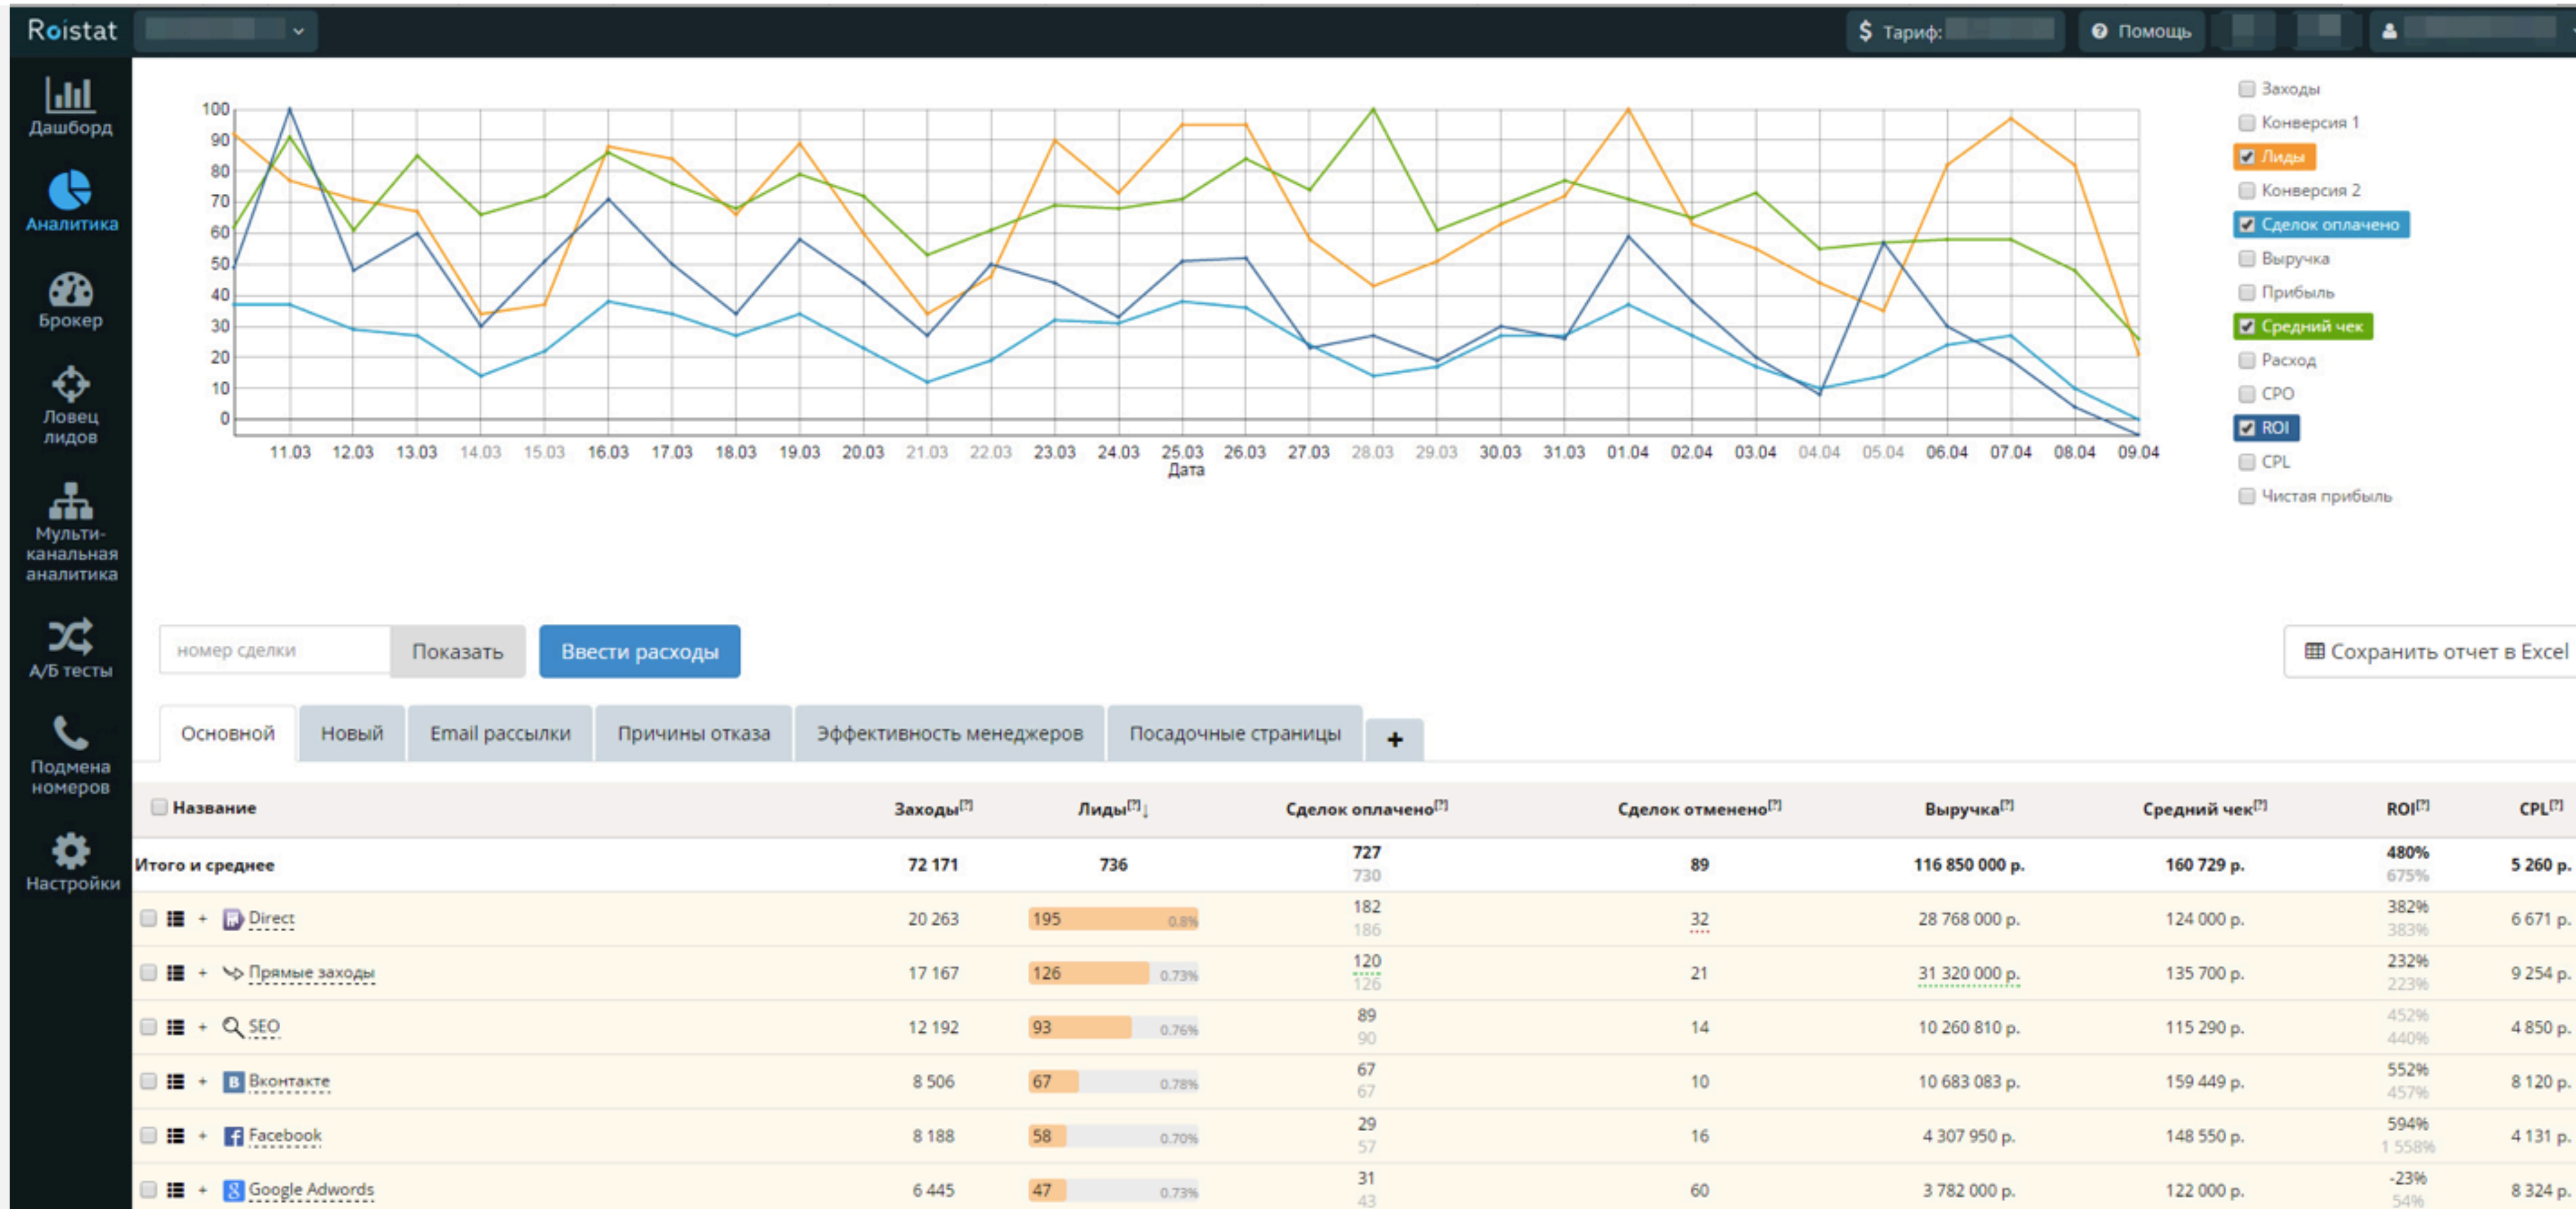 Roistat
$ Тариф:
Помощь
Дашборд
Аналитика
Брокер
Ловец
лидов
Мульти-
канальная
аналитика
А/Б тесты
Подмена
номеров
Настройки
100
90
80
70
60
50
40
30
20
10
0
11.03 12.03 13.03 14.03 15.03 16.03 17.03 18.03 19.03 20.03 21.03 22.03 23.03 24.03 25.03 26.03 27.03 28.03 29.03 30.03 31.03 01.04 02.04 03.04 04.04 05.04 06.04 07.04 08.04 09.04
Дата
Заходы
Конверсия 1
Лиды
Конверсия 2
Сделок оплачено
Выручка
Прибыль
Средний чек
Расход
CPO
ROI
CPL
Чистая прибыль
номер сделки Показать Ввести расходы Сохранить отчет в Excel
Основной Новый Email рассылки Причины отказа Эффективность менеджеров Посадочные страницы +
Название Заходы[?] Лиды[?]↓ Сделок оплачено[?] Сделок отменено[?] Выручка[?] Средний чек[?] ROI[?] CPL[?]
Итого и среднее 72 171 736 727 89 116 850 000 р. 160 729 р. 480% 5 260 р.
730 675%
+ Direct 20 263 195 0.8% 182 32 28 768 000 р. 124 000 р. 382% 6 671 р.
186 383%
+ Прямые заходы 17 167 126 0.73% 120 21 31 320 000 р. 135 700 р. 232% 9 254 р.
126 223%
+ SEO 12 192 93 0.76% 89 14 10 260 810 р. 115 290 р. 452% 4 850 р.
90 440%
+ B Вконтакте 8 506 67 0.78% 67 10 10 683 083 р. 159 449 р. 552% 8 120 р.
67 457%
+ f Facebook 8 188 58 0.70% 29 16 4 307 950 р. 148 550 р. 594% 4 131 р.
57 1 558%
+ 8 Google Adwords 6 445 47 0.73% 31 60 3 782 000 р. 122 000 р. -23% 8 324 р.
43 54%